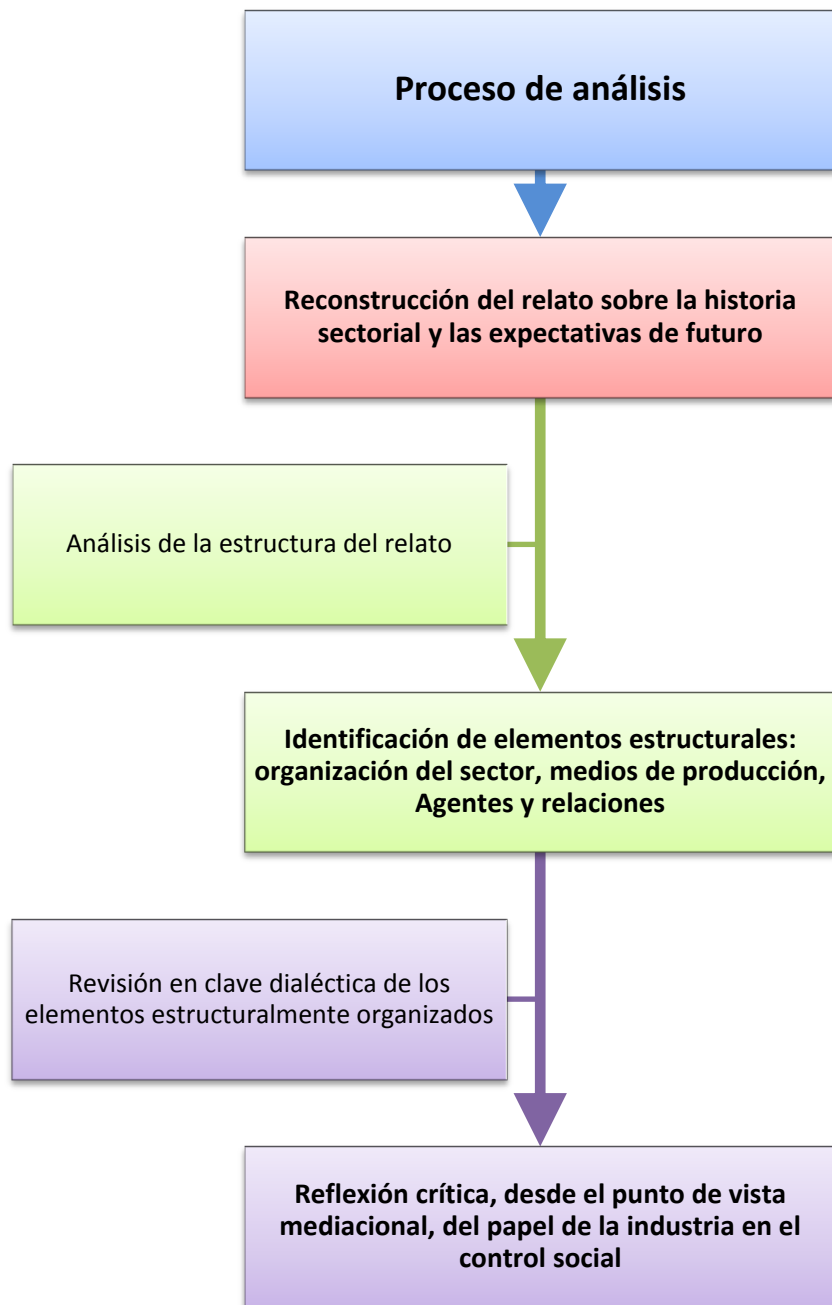 Proceso de análisis
Reconstrucción del relato sobre la historia
sectorial y las expectativas de futuro
Análisis de la estructura del relato
Identificación de elementos estructurales:
organización del sector, medios de producción,
Agentes y relaciones
Revisión en clave dialéctica de los
elementos estructuralmente organizados
Reflexión crítica, desde el punto de vista
mediacional, del papel de la industria en el
control social